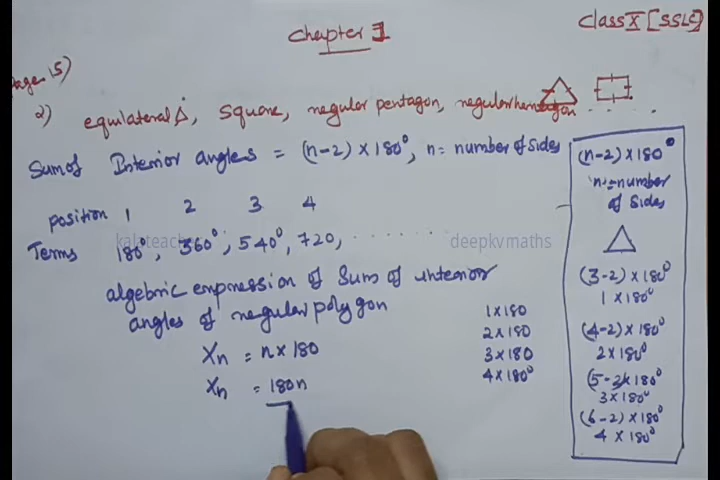 Chapter 1
Class X [SSLC]
Page 15)
2) equilateral Δ, square, regular pentagon, regular hexagon . . . .
Sum of Interior angles = (n-2) × 180°, n = number of sides
position 1 2 3 4
Terms 180°, 360°, 540°, 720, . . . . . . .
deepkvmaths
algebric expression of Sum of interior
angles of regular polygon
Xn = n × 180
Xn = 180n
1 × 180
2 × 180
3 × 180
4 × 180°
(n-2) × 180°
n = number
of sides
(3-2) × 180°
1 × 180°
(4-2) × 180°
2 × 180°
(5-2) × 180°
3 × 180°
(6-2) × 180°
4 × 180°